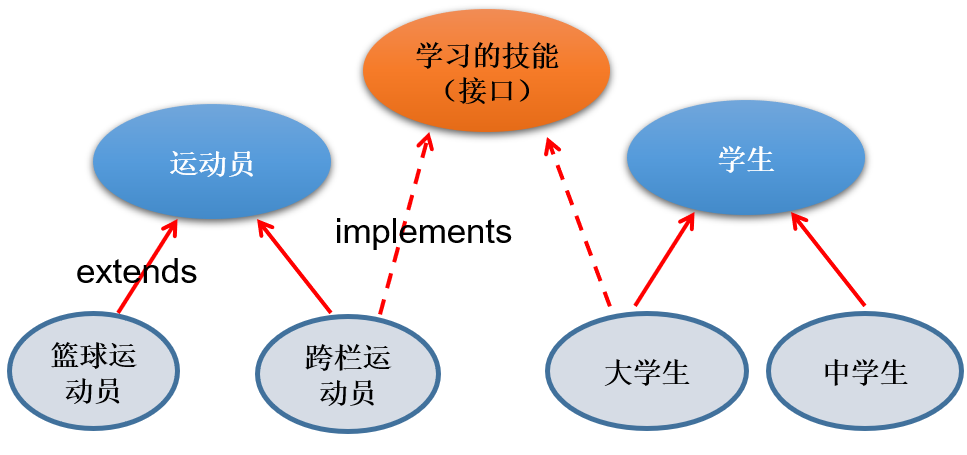 学习的技能
（接口）
运动员
学生
implements
extends
篮球运
动员
跨栏运
动员
大学生
中学生